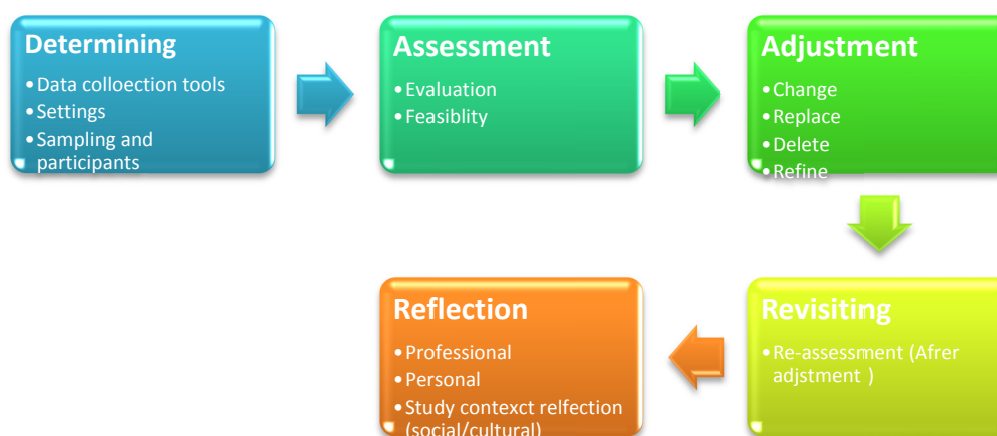 Determining
•Data colloection tools
•Settings
•Sampling and
participants
Assessment
•Evaluation
•Feasiblity
Adjustment
•Change
•Replace
•Delete
•Refine
Revisiting
•Re-assessment (Afrer
adjstment )
Reflection
•Professional
•Personal
•Study contexct relfection
(social/cultural)